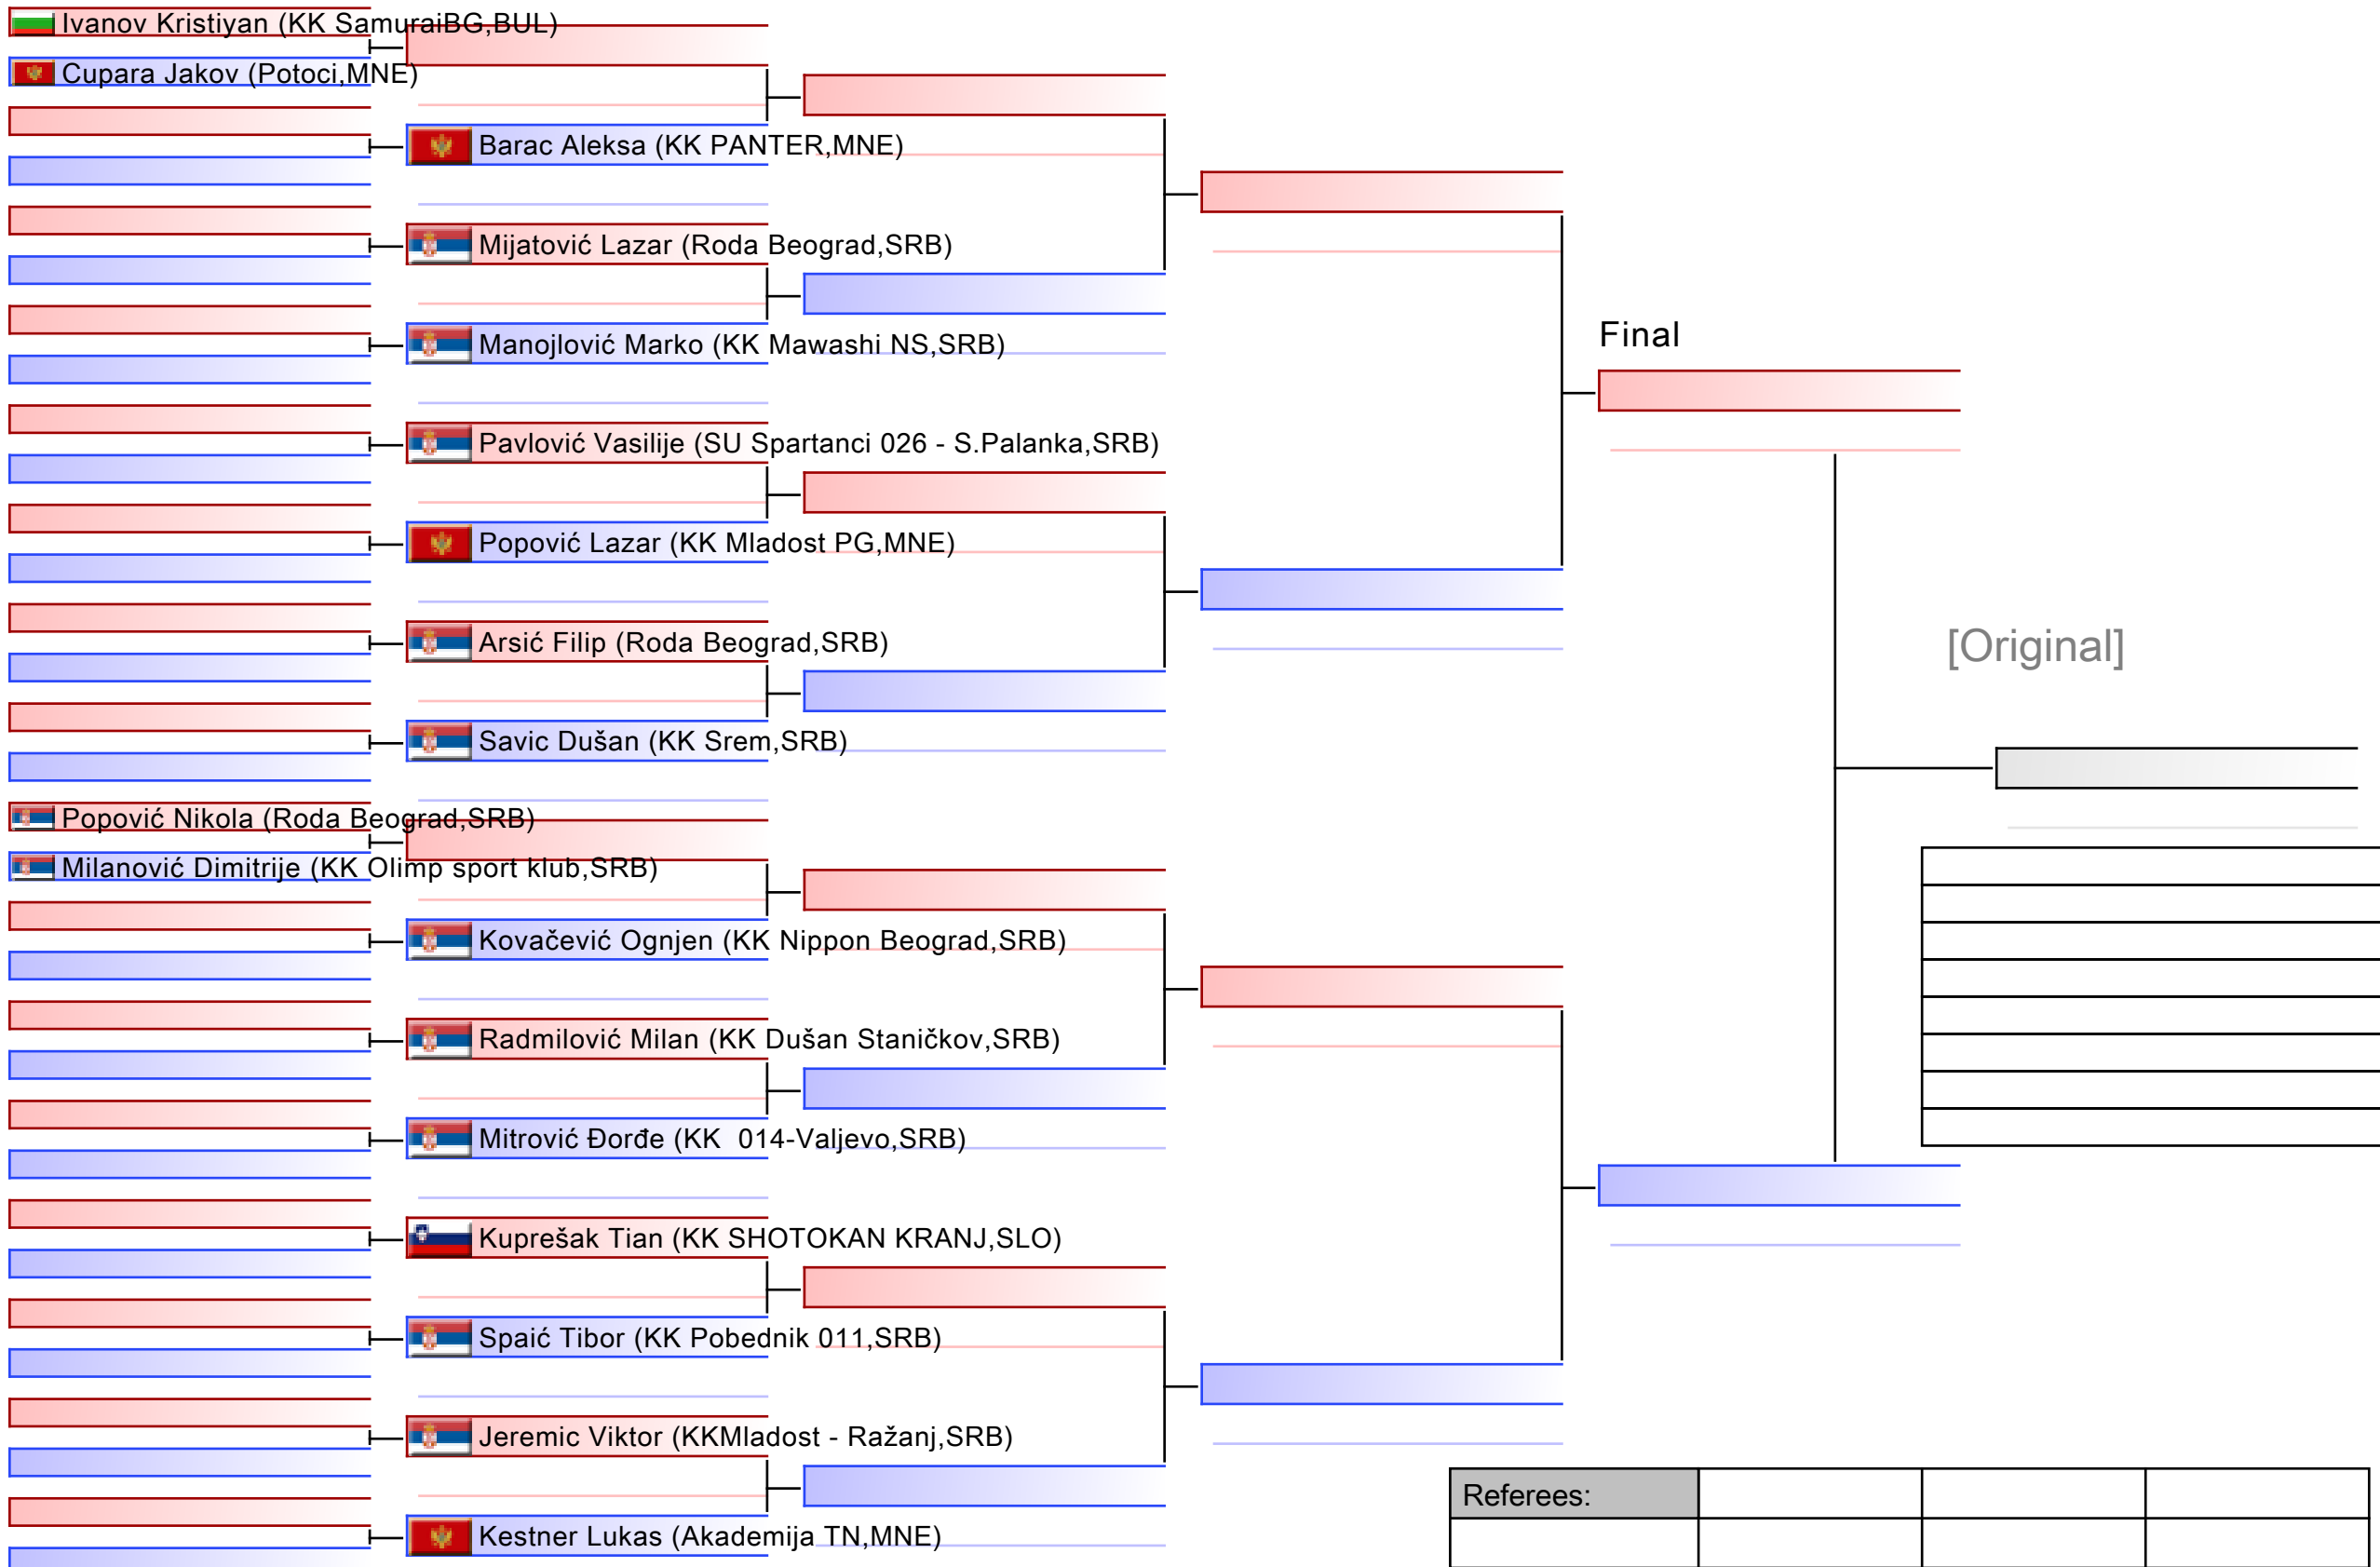 Ivanov Kristiyan (KK SamuraiBG,BUL)
Cupara Jakov (Potoci,MNE)
Barac Aleksa (KK PANTER,MNE)
Mijatović Lazar (Roda Beograd,SRB)
Manojlović Marko (KK Mawashi NS,SRB)
Final
Pavlović Vasilije (SU Spartanci 026 - S.Palanka,SRB)
Popović Lazar (KK Mladost PG,MNE)
Arsić Filip (Roda Beograd,SRB)
[Original]
Savic Dušan (KK Srem,SRB)
Popović Nikola (Roda Beograd,SRB)
Milanović Dimitrije (KK Olimp sport klub,SRB)
Kovačević Ognjen (KK Nippon Beograd,SRB)
Radmilović Milan (KK Dušan Staničkov,SRB)
Mitrović Đorđe (KK  014-Valjevo,SRB)
Kuprešak Tian (KK SHOTOKAN KRANJ,SLO)
Spaić Tibor (KK Pobednik 011,SRB)
Jeremic Viktor (KKMladost - Ražanj,SRB)
Referees:
Kestner Lukas (Akademija TN,MNE)